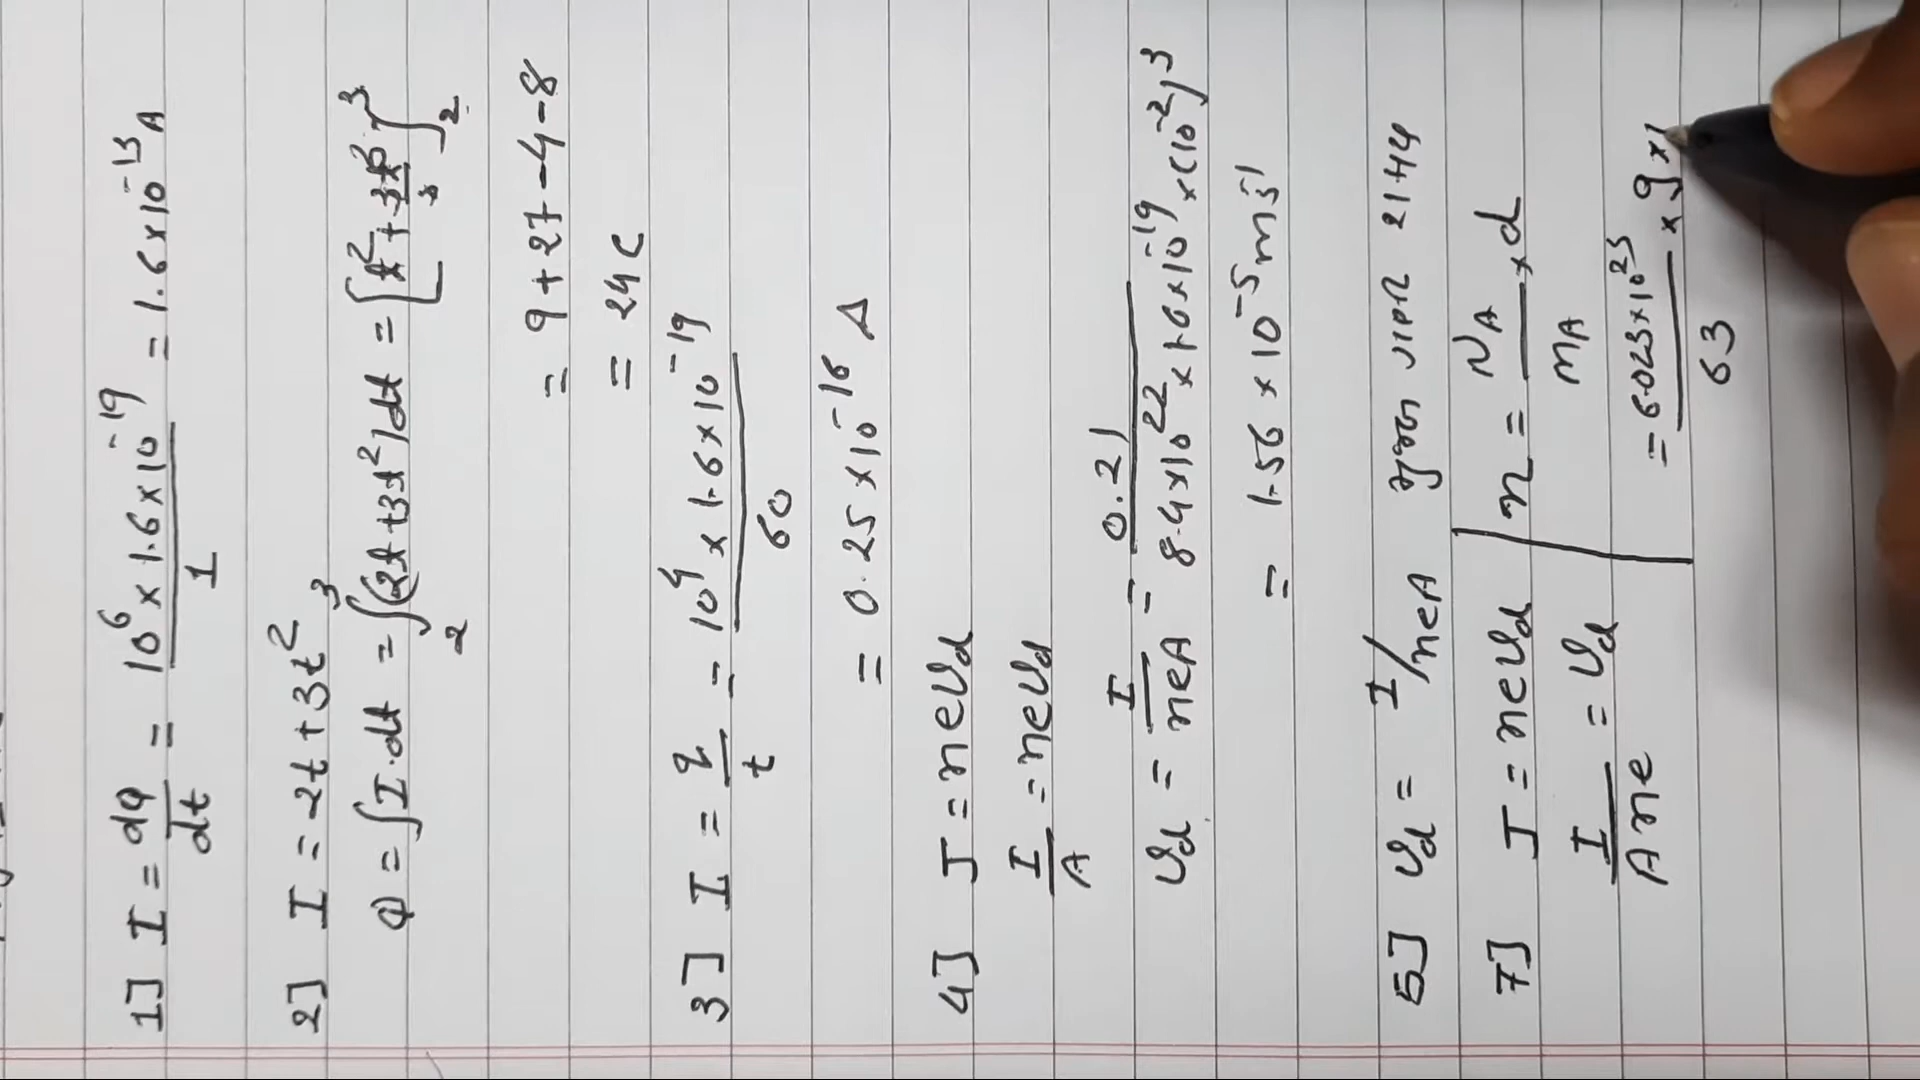 1] I = dQ/dt = 10⁶ × 1.6 × 10⁻¹⁹ / 1 = 1.6 × 10⁻¹³ A
2] I = 2t + 3t²
Q = ∫I·dt = ∫₂³(2t + 3t²)dt = [t² + 3t³/3]₂³
= 9 + 27 - 4 - 8
= 24 C
3] I = q/t = 10⁴ × 1.6 × 10⁻¹⁹ / 60
= 0.25 × 10⁻¹⁶ A
4] J = neVd
I/A = neVd
Vd = I/neA = 0.21 / 8.4 × 10²² × 1.6 × 10⁻¹⁹ × (10⁻²)³
= 1.56 × 10⁻⁵ ms⁻¹
5] Vd = I/neA
7] J = neVd | n = NA/MA × d
I/Ane = Vd | = 6.023 × 10²³ / 63 × 9 × 1